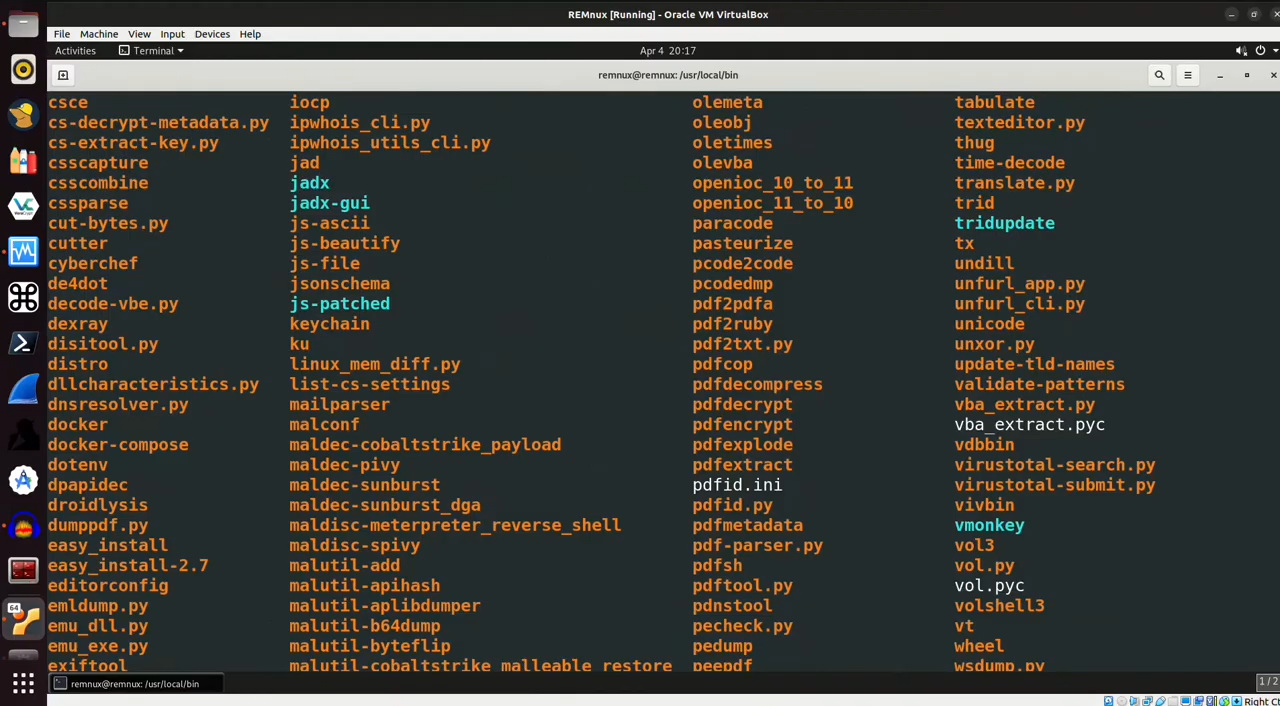 REMnux [Running] - Oracle VM VirtualBox
File Machine View Input Devices Help
Activities Terminal Apr 4 20:17
remnux@remnux: /usr/local/bin
csce iocp olemeta tabulate
cs-decrypt-metadata.py ipwhois_cli.py oleobj texteditor.py
cs-extract-key.py ipwhois_utils_cli.py oletimes thug
csscapture jad olevba time-decode
csscombine jadx openioc_10_to_11 translate.py
cssparse jadx-gui openioc_11_to_10 trid
cut-bytes.py js-ascii paracode tridupdate
cutter js-beautify pasteurize tx
cyberchef js-file pcode2code undill
de4dot jsonschema pcodedmp unfurl_app.py
decode-vbe.py js-patched pdf2pdfa unfurl_cli.py
dexray keychain pdf2ruby unicode
disitool.py ku pdf2txt.py unxor.py
distro linux_mem_diff.py pdfcop update-tld-names
dllcharacteristics.py list-cs-settings pdfdecompress validate-patterns
dnsresolver.py mailparser pdfdecrypt vba_extract.py
docker malconf pdfencrypt vba_extract.pyc
docker-compose maldec-cobaltstrike_payload pdfexplode vdbbin
dotenv maldec-pivy pdfextract virustotal-search.py
dpapidec maldec-sunburst pdfid.ini virustotal-submit.py
droidlysis maldec-sunburst_dga pdfid.py vivbin
dumppdf.py maldisc-meterpreter_reverse_shell pdfmetadata vmonkey
easy_install maldisc-spivy pdf-parser.py vol3
easy_install-2.7 malutil-add pdfsh vol.py
editorconfig malutil-apihash pdftool.py vol.pyc
emldump.py malutil-aplibdumper pdnstool volshell3
emu_dll.py malutil-b64dump pecheck.py vt
emu_exe.py malutil-byteflip pedump wheel
exiftool malutil-cobaltstrike_malleable_restore peepdf wsdump.py
64
remnux@remnux: /usr/local/bin 1 / 2
Right Ct